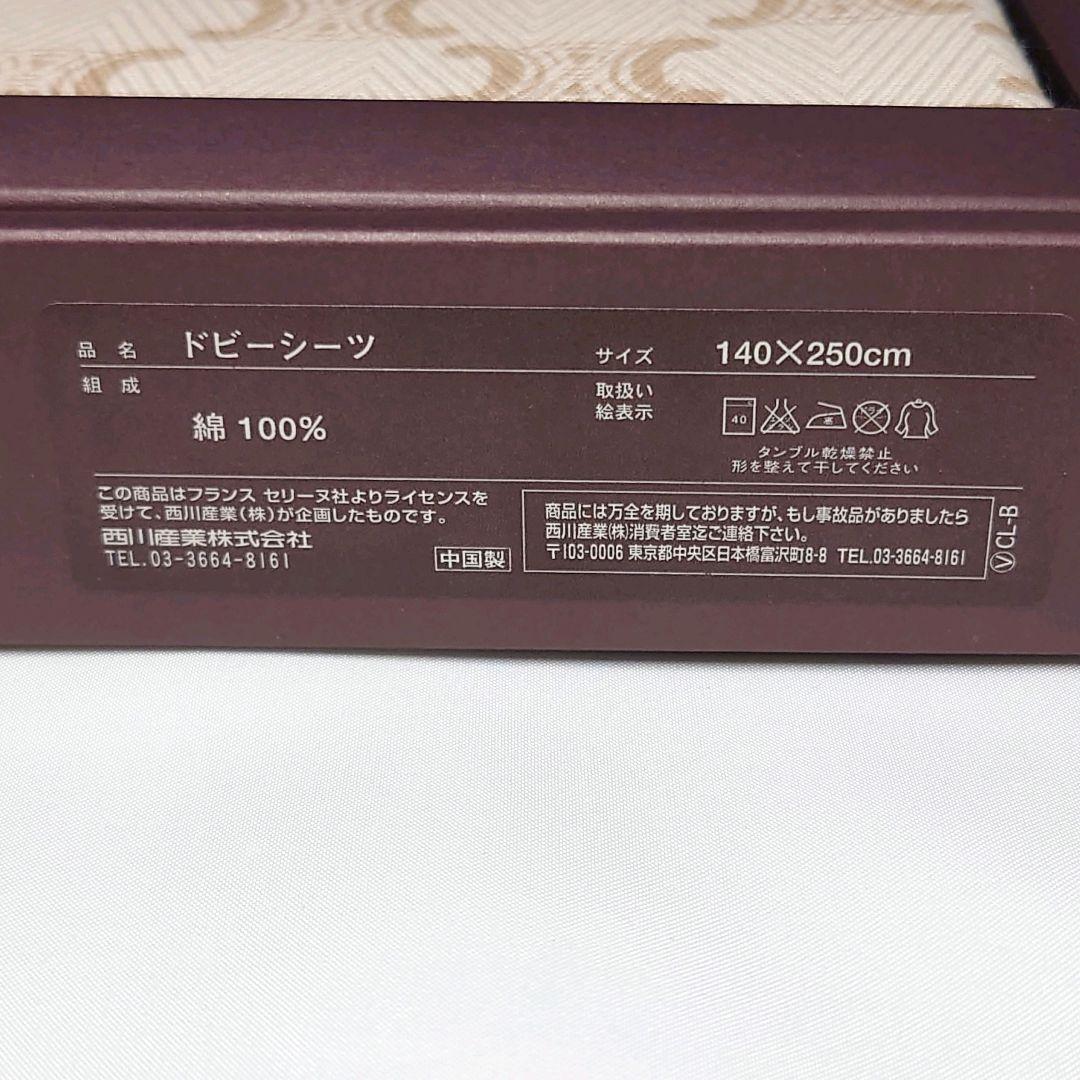 品名 ドビーシーツ
サイズ 140×250cm
組成
綿 100%
取扱い
絵表示
40
タンブル乾燥禁止
形を整えて干してください
この商品はフランス セリーヌ社よりライセンスを
受けて、西川産業(株)が企画したものです。
西川産業株式会社
TEL.03-3664-8161
中国製
商品には万全を期しておりますが、もし事故品がありましたら
西川産業(株)消費者室迄ご連絡下さい。
〒103-0006 東京都中央区日本橋富沢町8-8 TEL.03-3664-8161
Ⓥ CL-B